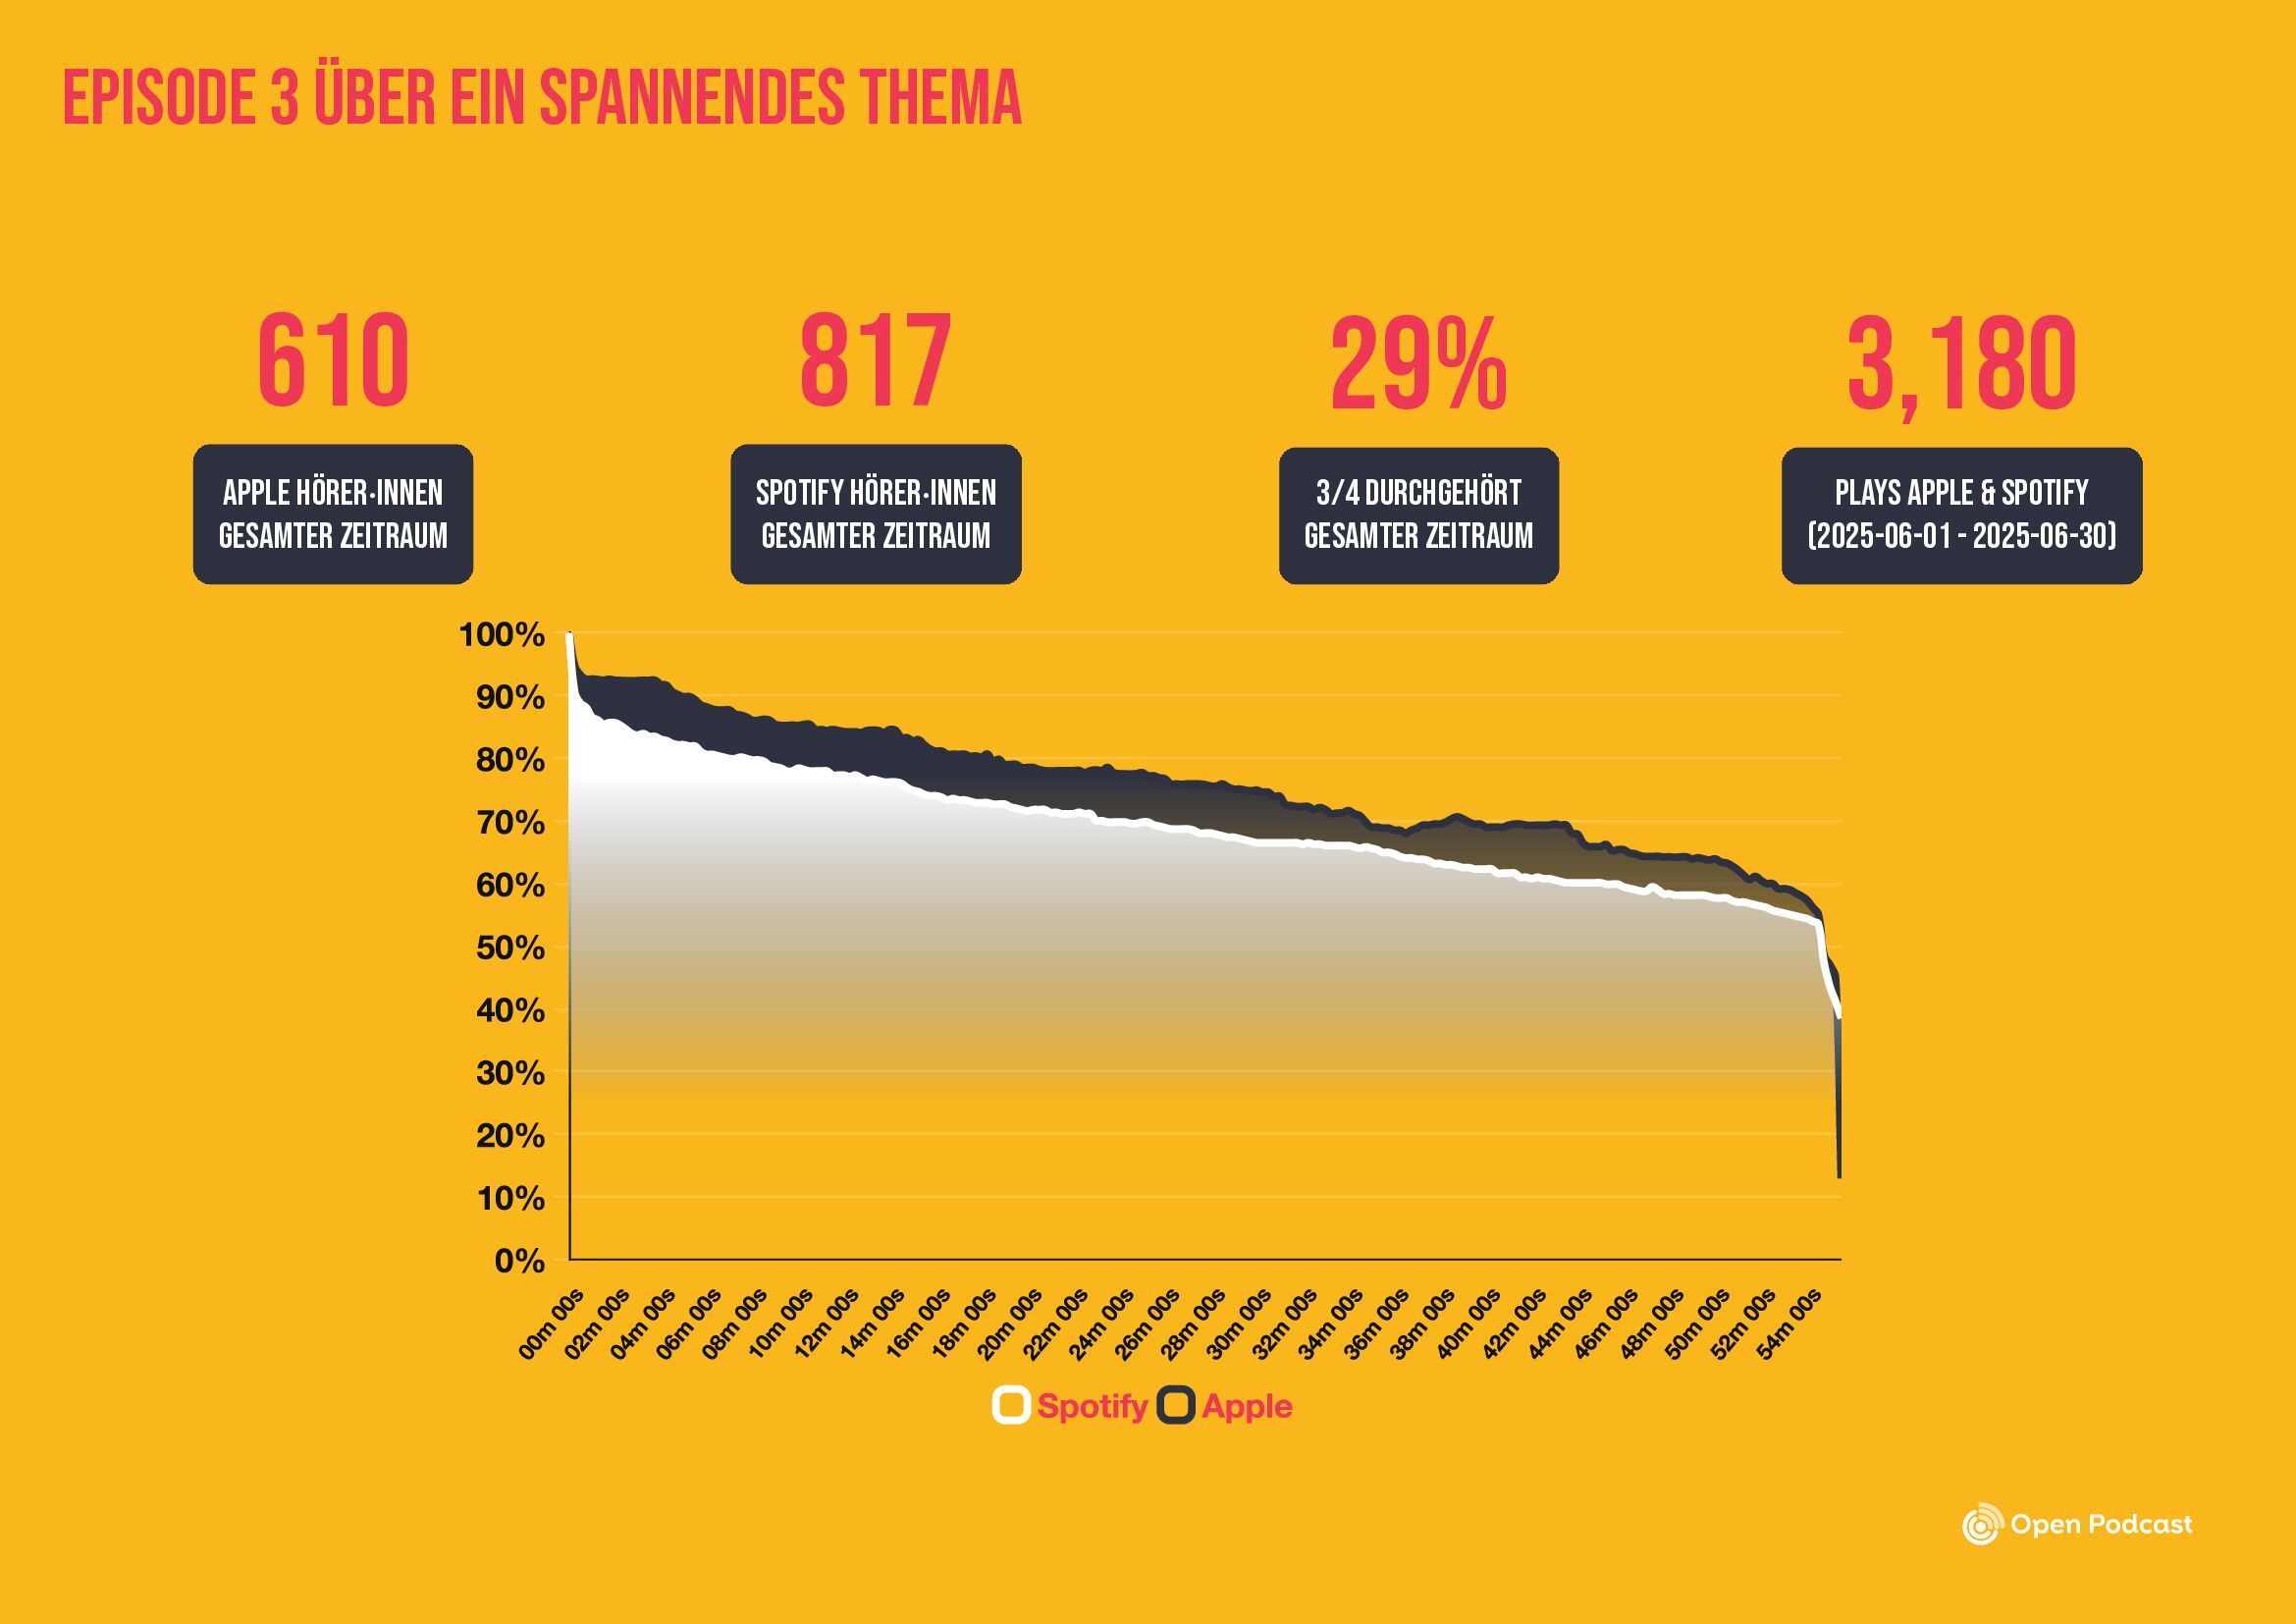 EPISODE 3 ÜBER EIN SPANNENDES THEMA
610
APPLE HÖRER·INNEN
GESAMTER ZEITRAUM
817
SPOTIFY HÖRER·INNEN
GESAMTER ZEITRAUM
29%
3/4 DURCHGEHÖRT
GESAMTER ZEITRAUM
3,180
PLAYS APPLE & SPOTIFY
(2025-06-01 - 2025-06-30)
100%
90%
80%
70%
60%
50%
40%
30%
20%
10%
0%
00m 00s
02m 00s
04m 00s
06m 00s
08m 00s
10m 00s
12m 00s
14m 00s
16m 00s
18m 00s
20m 00s
22m 00s
24m 00s
26m 00s
28m 00s
30m 00s
32m 00s
34m 00s
36m 00s
38m 00s
40m 00s
42m 00s
44m 00s
46m 00s
48m 00s
50m 00s
52m 00s
54m 00s
Spotify Apple
Open Podcast